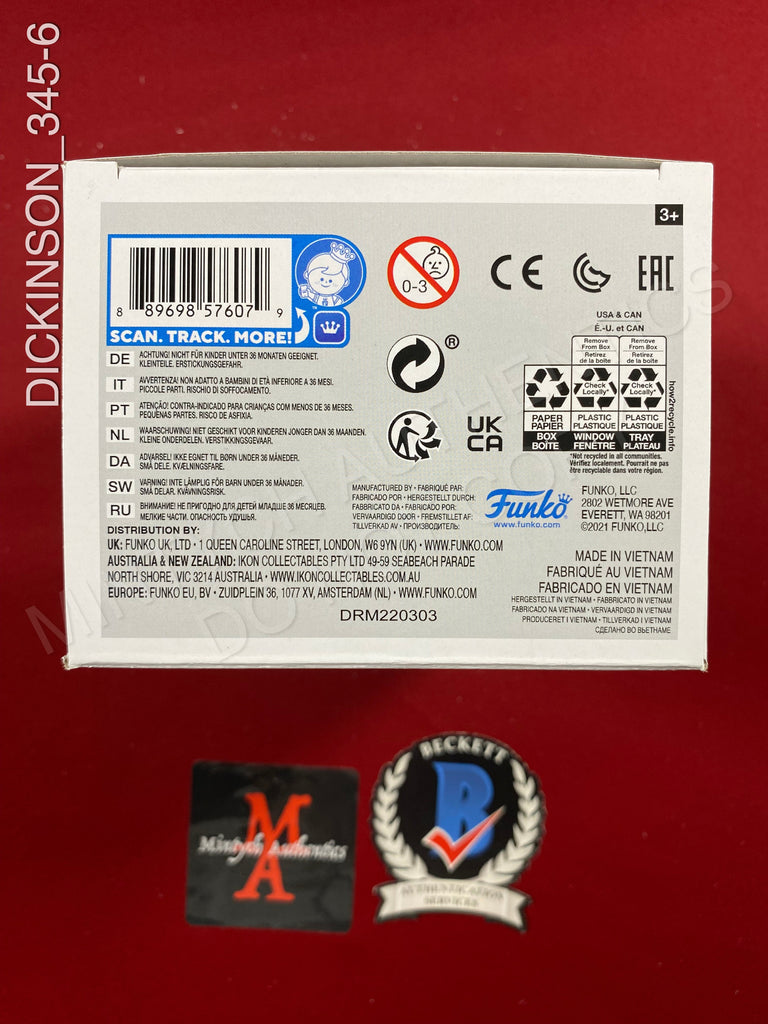 DICKINSON_345-6
3+
8 89698 57607 9
SCAN. TRACK. MORE!
™
0-3
CE
EAC
®
UK
CA
USA & CAN
É.-U. et CAN
Remove From Box
Retirez de la boîte
Remove From Box
Retirez de la boîte
Check Locally*
Check Locally*
PAPER PAPIER
PLASTIC PLASTIQUE
PLASTIC PLASTIQUE
BOX BOÎTE
WINDOW FENÊTRE
TRAY PLATEAU
*Not recycled in all communities.
Vérifiez localement. Pourrait ne pas
être recyclable dans votre région.
how2recycle.info
DE ACHTUNG! NICHT FÜR KINDER UNTER 36 MONATEN GEEIGNET.
KLEINTEILE. ERSTICKUNGSGEFAHR.
IT AVVERTENZA! NON ADATTO A BAMBINI DI ETÀ INFERIORE A 36 MESI.
PICCOLE PARTI. RISCHIO DI SOFFOCAMENTO.
PT ATENÇÃO! CONTRA-INDICADO PARA CRIANÇAS COM MENOS DE 36 MESES.
PEQUENAS PARTES. RISCO DE ASFIXIA.
NL WAARSCHUWING! NIET GESCHIKT VOOR KINDEREN JONGER DAN 36 MAANDEN.
KLEINE ONDERDELEN. VERSTIKKINGSGEVAAR.
DA ADVARSEL! IKKE EGNET TIL BØRN UNDER 36 MÅNEDER.
SMÅ DELE. KVÆLNINGSFARE.
SW VARNING! INTE LÄMPLIG FÖR BARN UNDER 36 MÅNADER.
SMÅ DELAR. KVÄVNINGSRISK.
RU ВНИМАНИЕ! НЕ ПРИГОДНО ДЛЯ ДЕТЕЙ МЛАДШЕ 36 МЕСЯЦЕВ.
МЕЛКИЕ ЧАСТИ. ОПАСНОСТЬ УДУШЬЯ.
MANUFACTURED BY • FABRIQUÉ PAR:
FABRICADO POR • HERGESTELLT DURCH:
FABBRICATO DA • FABRICADO POR:
VERVAARDIGD DOOR • FREMSTILLET AF:
TILLVERKAD AV • ПРОИЗВОДИТЕЛЬ:
Funko
www.funko.com
FUNKO, LLC
2802 WETMORE AVE
EVERETT, WA 98201
©2021 FUNKO,LLC
DISTRIBUTION BY:
UK: FUNKO UK, LTD • 1 QUEEN CAROLINE STREET, LONDON, W6 9YN (UK) • WWW.FUNKO.COM
AUSTRALIA & NEW ZEALAND: IKON COLLECTABLES PTY LTD 49-59 SEABEACH PARADE
NORTH SHORE, VIC 3214 AUSTRALIA • WWW.IKONCOLLECTABLES.COM.AU
EUROPE: FUNKO EU, BV • ZUIDPLEIN 36, 1077 XV, AMSTERDAM (NL) • WWW.FUNKO.COM
DRM220303
MADE IN VIETNAM
FABRIQUÉ AU VIETNAM
FABRICADO EN VIETNAM
HERGESTELLT IN VIETNAM • FABBRICATO IN VIETNAM
FABRICADO NA VIETNAM • VERVAARDIGD IN VIETNAM
PRODUCERET I VIETNAM • TILLVERKAD I VIETNAM
СДЕЛАНО ВО ВЬЕТНАМЕ
MA
Miniyoh Authentics
BECKETT
B
AUTHENTICATION
SERVICES